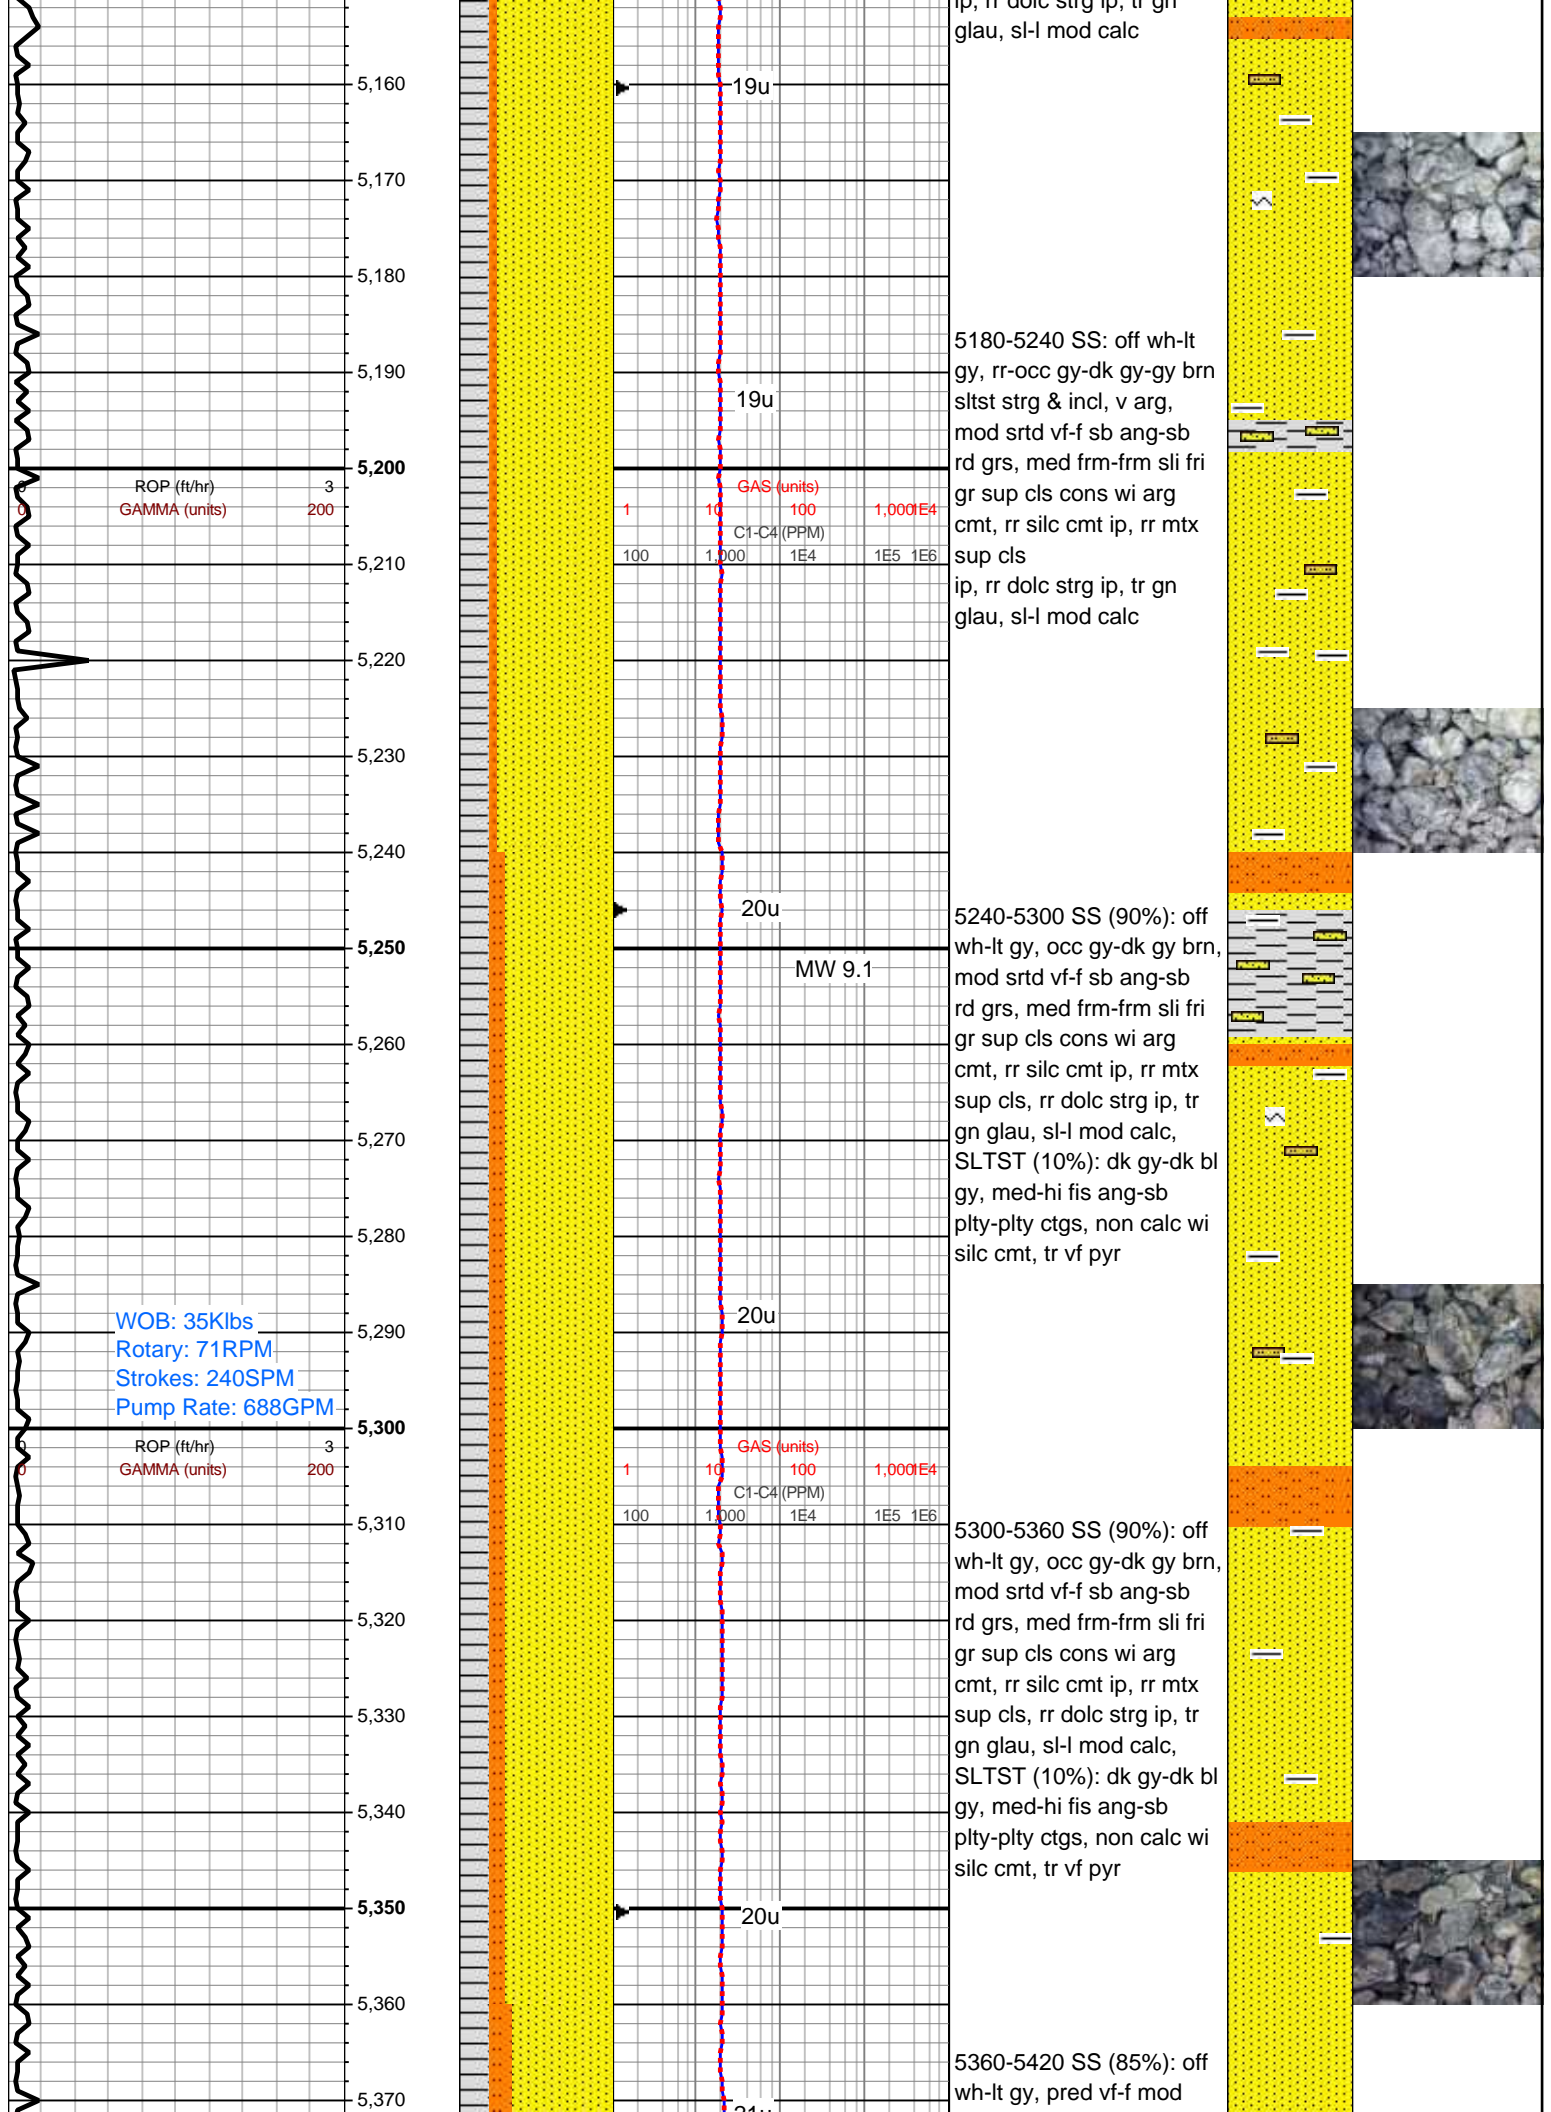 ip, rr dolc strg ip, tr gn
glau, sl-l mod calc
5,160
19u
5,170
5,180
5180-5240 SS: off wh-lt
gy, rr-occ gy-dk gy-gy brn
sltst strg & incl, v arg,
mod srtd vf-f sb ang-sb
rd grs, med frm-frm sli fri
gr sup cls cons wi arg
cmt, rr silc cmt ip, rr mtx
sup cls
ip, rr dolc strg ip, tr gn
glau, sl-l mod calc
5,190
19u
5,200
0 ROP (ft/hr) 3
0 GAMMA (units) 200
GAS (units)
1 10 100 1,000 1E4
C1-C4 (PPM)
100 1,000 1E4 1E5 1E6
5,210
5,220
5,230
5,240
20u
5240-5300 SS (90%): off
wh-lt gy, occ gy-dk gy brn,
mod srtd vf-f sb ang-sb
rd grs, med frm-frm sli fri
gr sup cls cons wi arg
cmt, rr silc cmt ip, rr mtx
sup cls, rr dolc strg ip, tr
gn glau, sl-l mod calc,
SLTST (10%): dk gy-dk bl
gy, med-hi fis ang-sb
plty-plty ctgs, non calc wi
silc cmt, tr vf pyr
5,250
MW 9.1
5,260
5,270
5,280
5,290
20u
WOB: 35Klbs
Rotary: 71RPM
Strokes: 240SPM
Pump Rate: 688GPM
5,300
0 ROP (ft/hr) 3
0 GAMMA (units) 200
GAS (units)
1 10 100 1,000 1E4
C1-C4 (PPM)
100 1,000 1E4 1E5 1E6
5,310
5300-5360 SS (90%): off
wh-lt gy, occ gy-dk gy brn,
mod srtd vf-f sb ang-sb
rd grs, med frm-frm sli fri
gr sup cls cons wi arg
cmt, rr silc cmt ip, rr mtx
sup cls, rr dolc strg ip, tr
gn glau, sl-l mod calc,
SLTST (10%): dk gy-dk bl
gy, med-hi fis ang-sb
plty-plty ctgs, non calc wi
silc cmt, tr vf pyr
5,320
5,330
5,340
5,350
20u
5,360
5360-5420 SS (85%): off
wh-lt gy, pred vf-f mod
5,370
21u